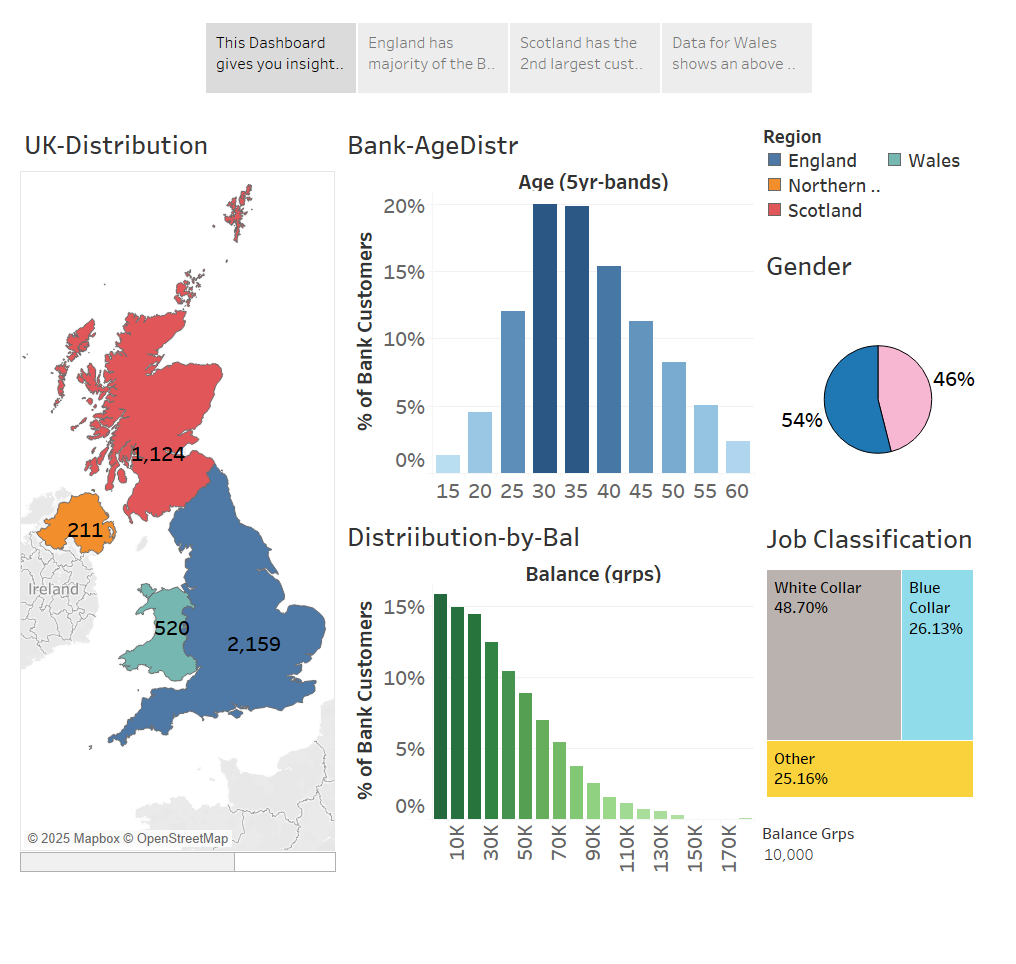 This Dashboard
gives you insight..
England has
majority of the B..
Scotland has the
2nd largest cust..
Data for Wales
shows an above ..
UK-Distribution
1,124
211
Ireland
520
2,159
© 2025 Mapbox © OpenStreetMap
Bank-AgeDistr
Age (5yr-bands)
% of Bank Customers
20%
15%
10%
5%
0%
15 20 25 30 35 40 45 50 55 60
Distriibution-by-Bal
Balance (grps)
% of Bank Customers
15%
10%
5%
0%
10K 30K 50K 70K 90K 110K 130K 150K 170K
Region
England Wales
Northern ..
Scotland
Gender
46%
54%
Job Classification
White Collar
48.70%
Blue
Collar
26.13%
Other
25.16%
Balance Grps
10,000